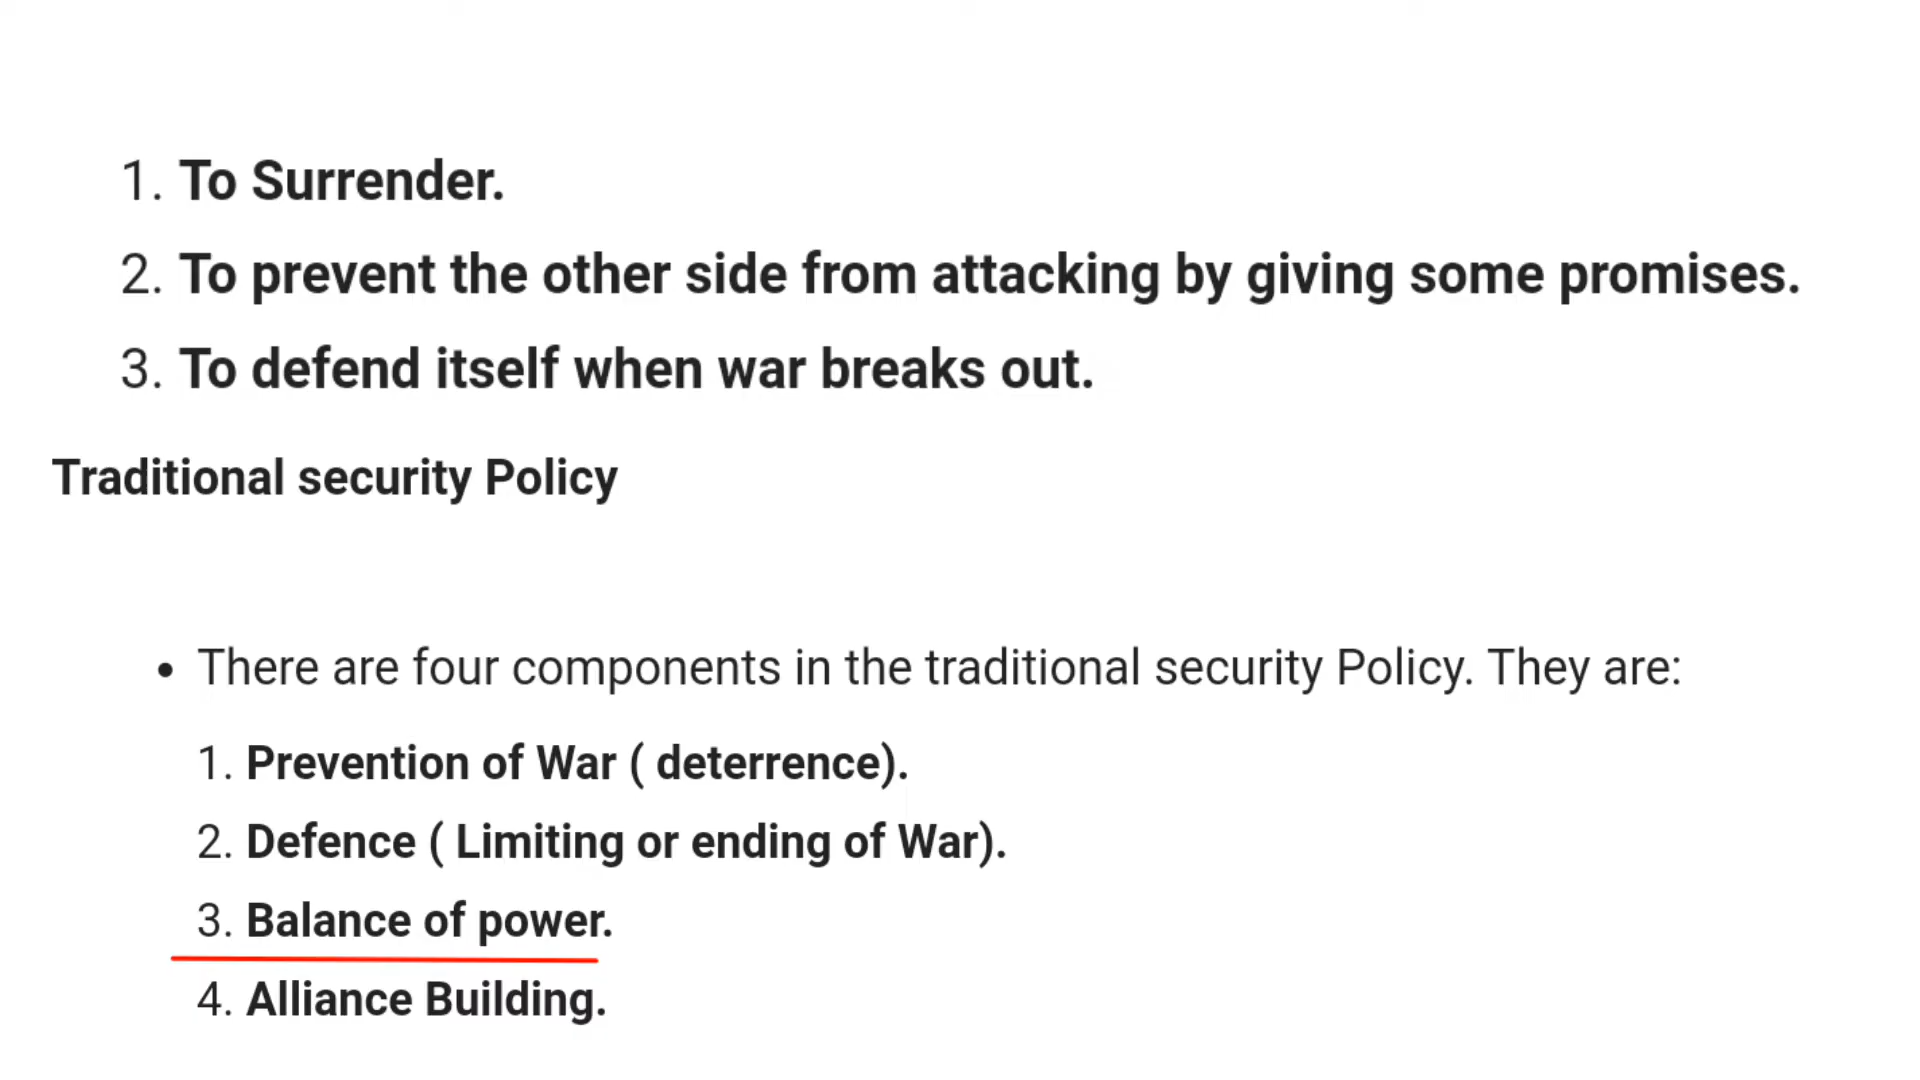 1. To Surrender.
2. To prevent the other side from attacking by giving some promises.
3. To defend itself when war breaks out.
Traditional security Policy
• There are four components in the traditional security Policy. They are:
1. Prevention of War ( deterrence).
2. Defence ( Limiting or ending of War).
3. Balance of power.
4. Alliance Building.